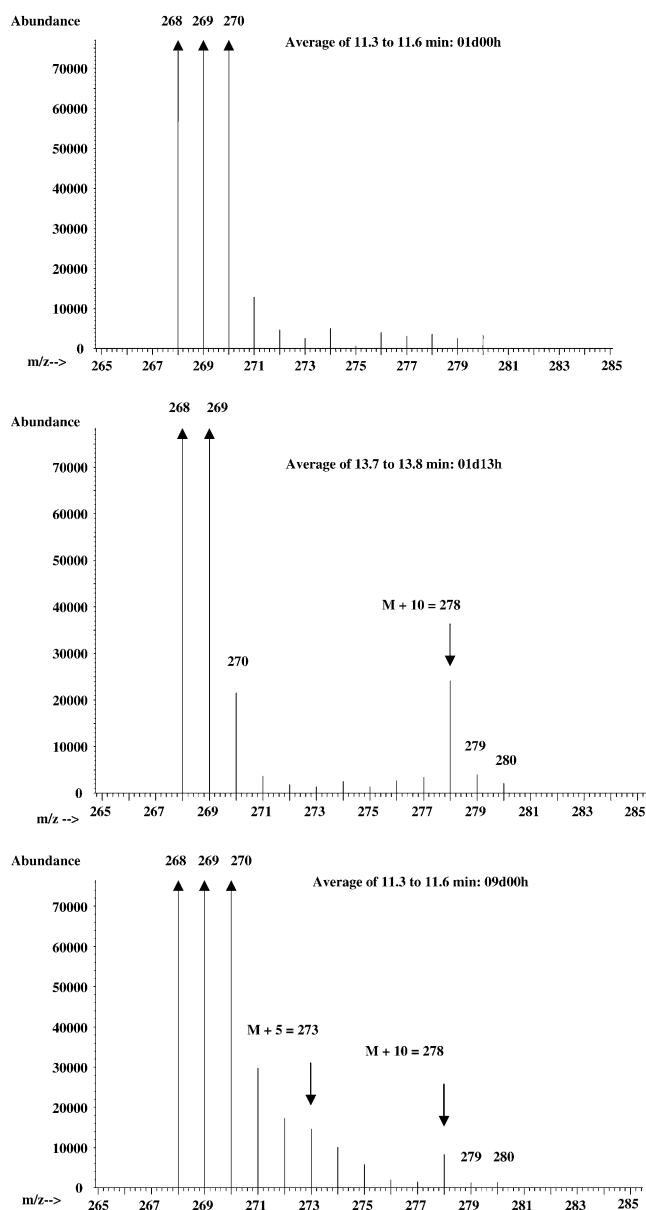 Abundance 268 269 270
Average of 11.3 to 11.6 min: 01d00h
70000
60000
50000
40000
30000
20000
10000
0
m/z--> 265 267 269 271 273 275 277 279 281 283 285
268 269
Abundance
Average of 13.7 to 13.8 min: 01d13h
70000
60000
50000
40000
M + 10 = 278
30000
270
20000
279
10000
280
0
265 267 269 271 273 275 277 279 281 283 285
m/z -->
Abundance 268 269 270
Average of 11.3 to 11.6 min: 09d00h
70000
60000
50000
40000
M + 5 = 273
M + 10 = 278
30000
20000
10000
279 280
0
m/z--> 265 267 269 271 273 275 277 279 281 283 285